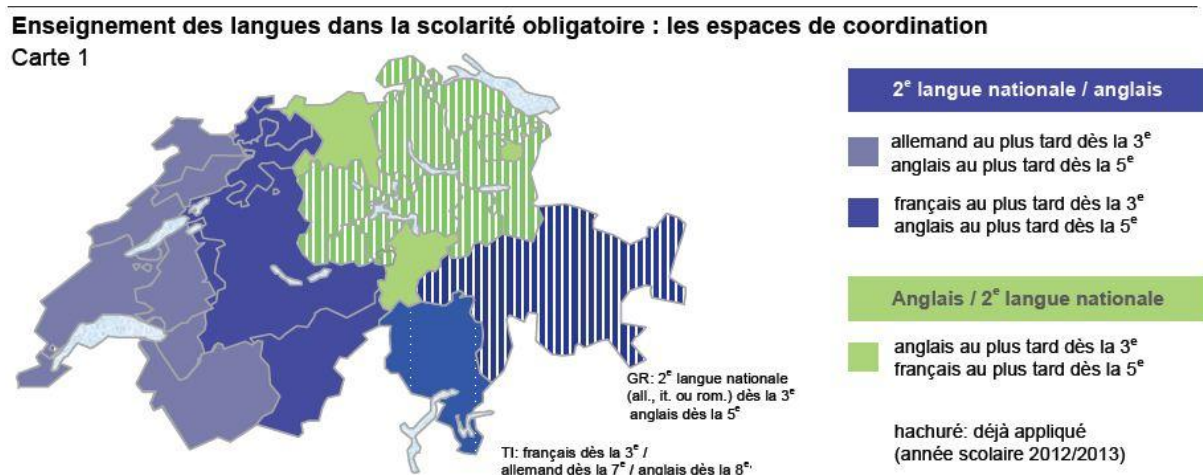 Enseignement des langues dans la scolarité obligatoire : les espaces de coordination
Carte 1
2e langue nationale / anglais
allemand au plus tard dès la 3e
anglais au plus tard dès la 5e
français au plus tard dès la 3e
anglais au plus tard dès la 5e
Anglais / 2e langue nationale
anglais au plus tard dès la 3e
français au plus tard dès la 5e
hachuré: déjà appliqué
(année scolaire 2012/2013)
GR: 2e langue nationale
(all., it. ou rom.) dès la 3e
anglais dès la 5e
TI: français dès la 3e /
allemand dès la 7e / anglais dès la 8e.